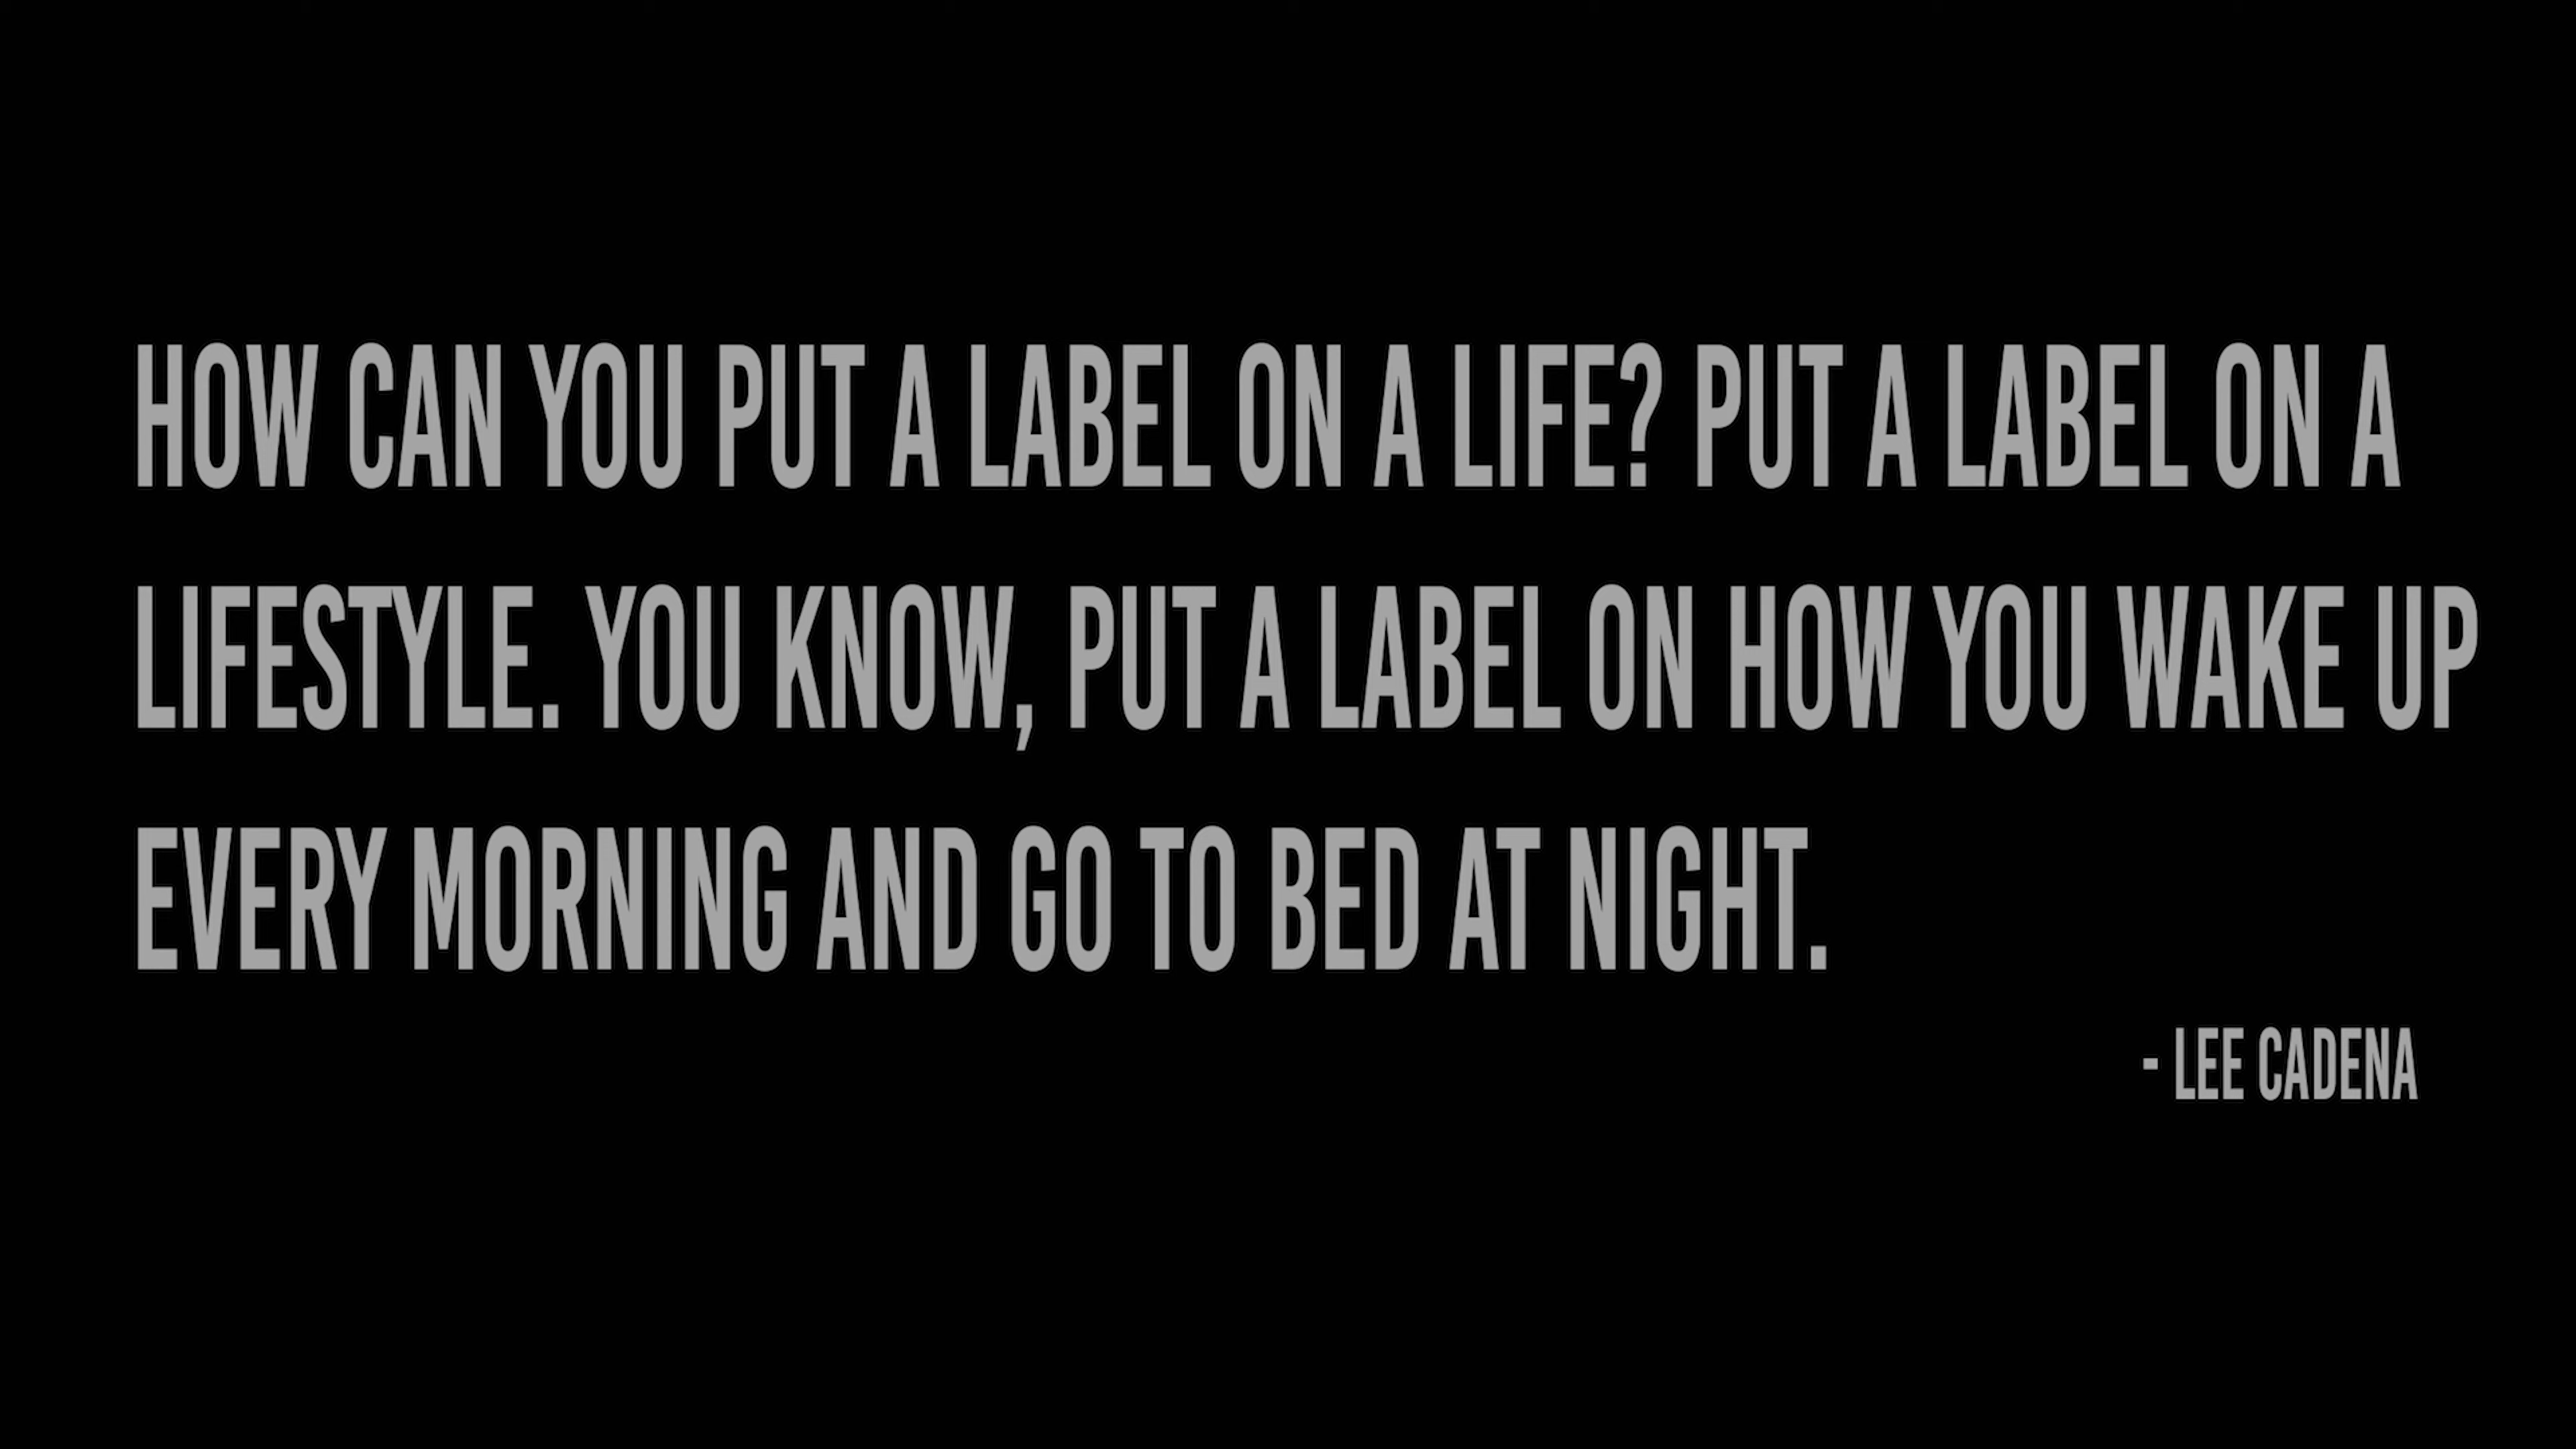 HOW CAN YOU PUT A LABEL ON A LIFE? PUT A LABEL ON A
LIFESTYLE. YOU KNOW, PUT A LABEL ON HOW YOU WAKE UP
EVERY MORNING AND GO TO BED AT NIGHT.
- LEE CADENA